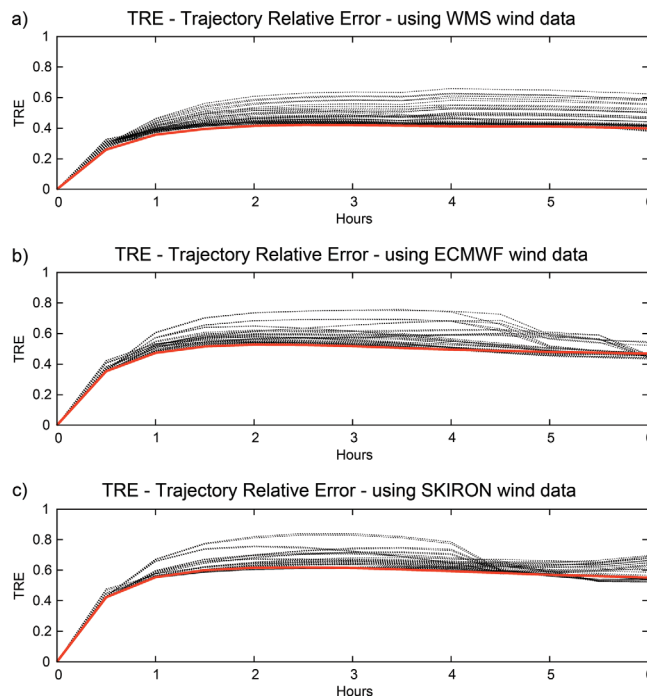 a) TRE - Trajectory Relative Error - using WMS wind data
1
0.8
0.6
0.4
0.2
0
TRE
0 1 2 3 4 5 6
Hours
b) TRE - Trajectory Relative Error - using ECMWF wind data
1
0.8
0.6
0.4
0.2
0
TRE
0 1 2 3 4 5 6
Hours
c) TRE - Trajectory Relative Error - using SKIRON wind data
1
0.8
0.6
0.4
0.2
0
TRE
0 1 2 3 4 5 6
Hours